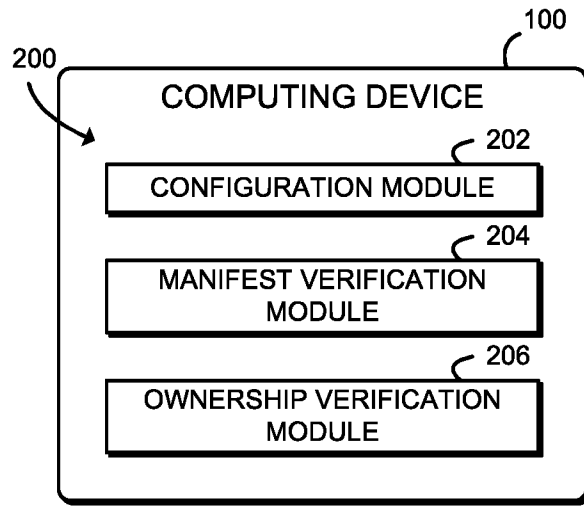 100
200
COMPUTING DEVICE
202
CONFIGURATION MODULE
204
MANIFEST VERIFICATION
MODULE
206
OWNERSHIP VERIFICATION
MODULE